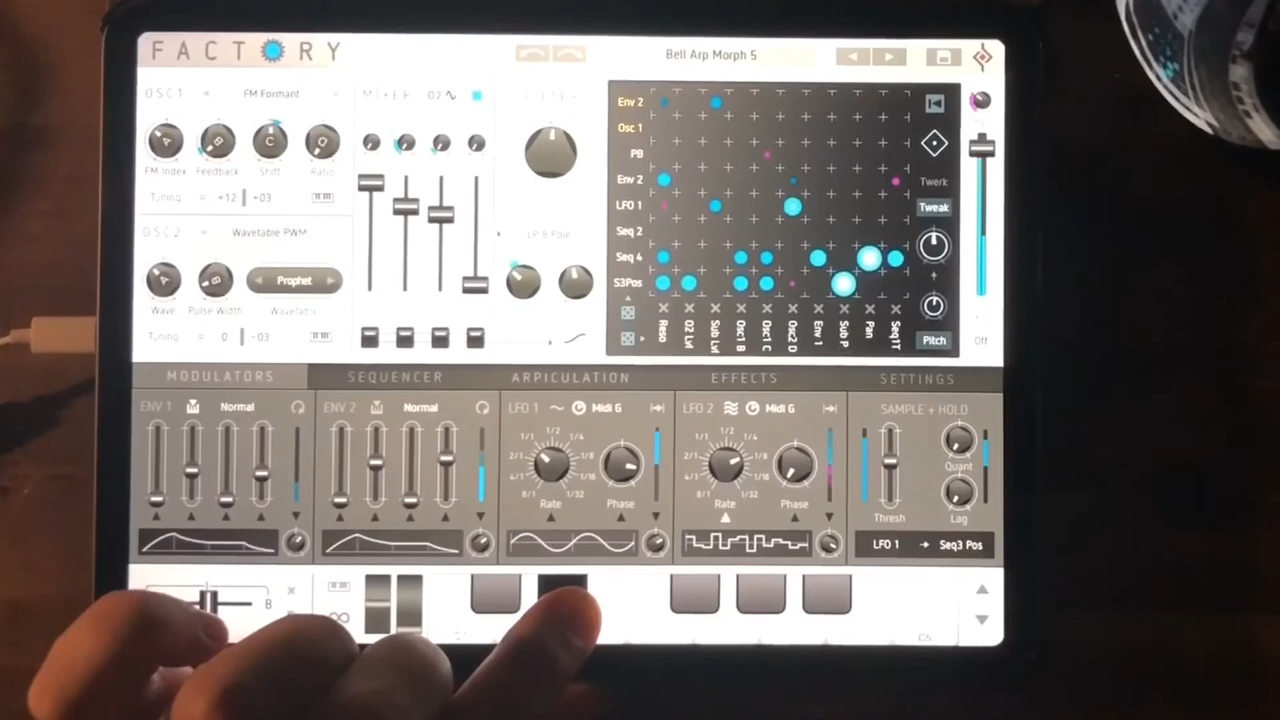 FACTORY
Bell Arp Morph 5
OSC1
FM Formant
MIXER
O2
FM Index
Feedback
Shift
Ratio
Tuning = +12 +03
OSC2
Wavetable PWM
LP 8 Pole
Prophet
Wave
Pulse Width
Wavetable
Tuning = 0 -03
Env 2
Osc 1
PB
Env 2
LFO 1
Seq 2
Seq 4
S3Pos
Reso
O2 Lvl
Sub Lvl
Osc1 B
Osc1 C
Osc2 D
Env 1
Sub P
Pan
Seq1T
Twerk
Tweak
Pitch
Off
MODULATORS
SEQUENCER
ARPICULATION
EFFECTS
SETTINGS
ENV 1
Normal
ENV 2
Normal
LFO 1
Midi G
LFO 2
Midi G
SAMPLE + HOLD
1/2
1/1
1/4
2/1
1/8
4/1
1/16
8/1
1/32
Rate
Phase
1/2
1/1
1/4
2/1
1/8
4/1
1/16
8/1
1/32
Rate
Phase
Quant
Thresh
Lag
LFO 1 → Seq3 Pos
B
C5